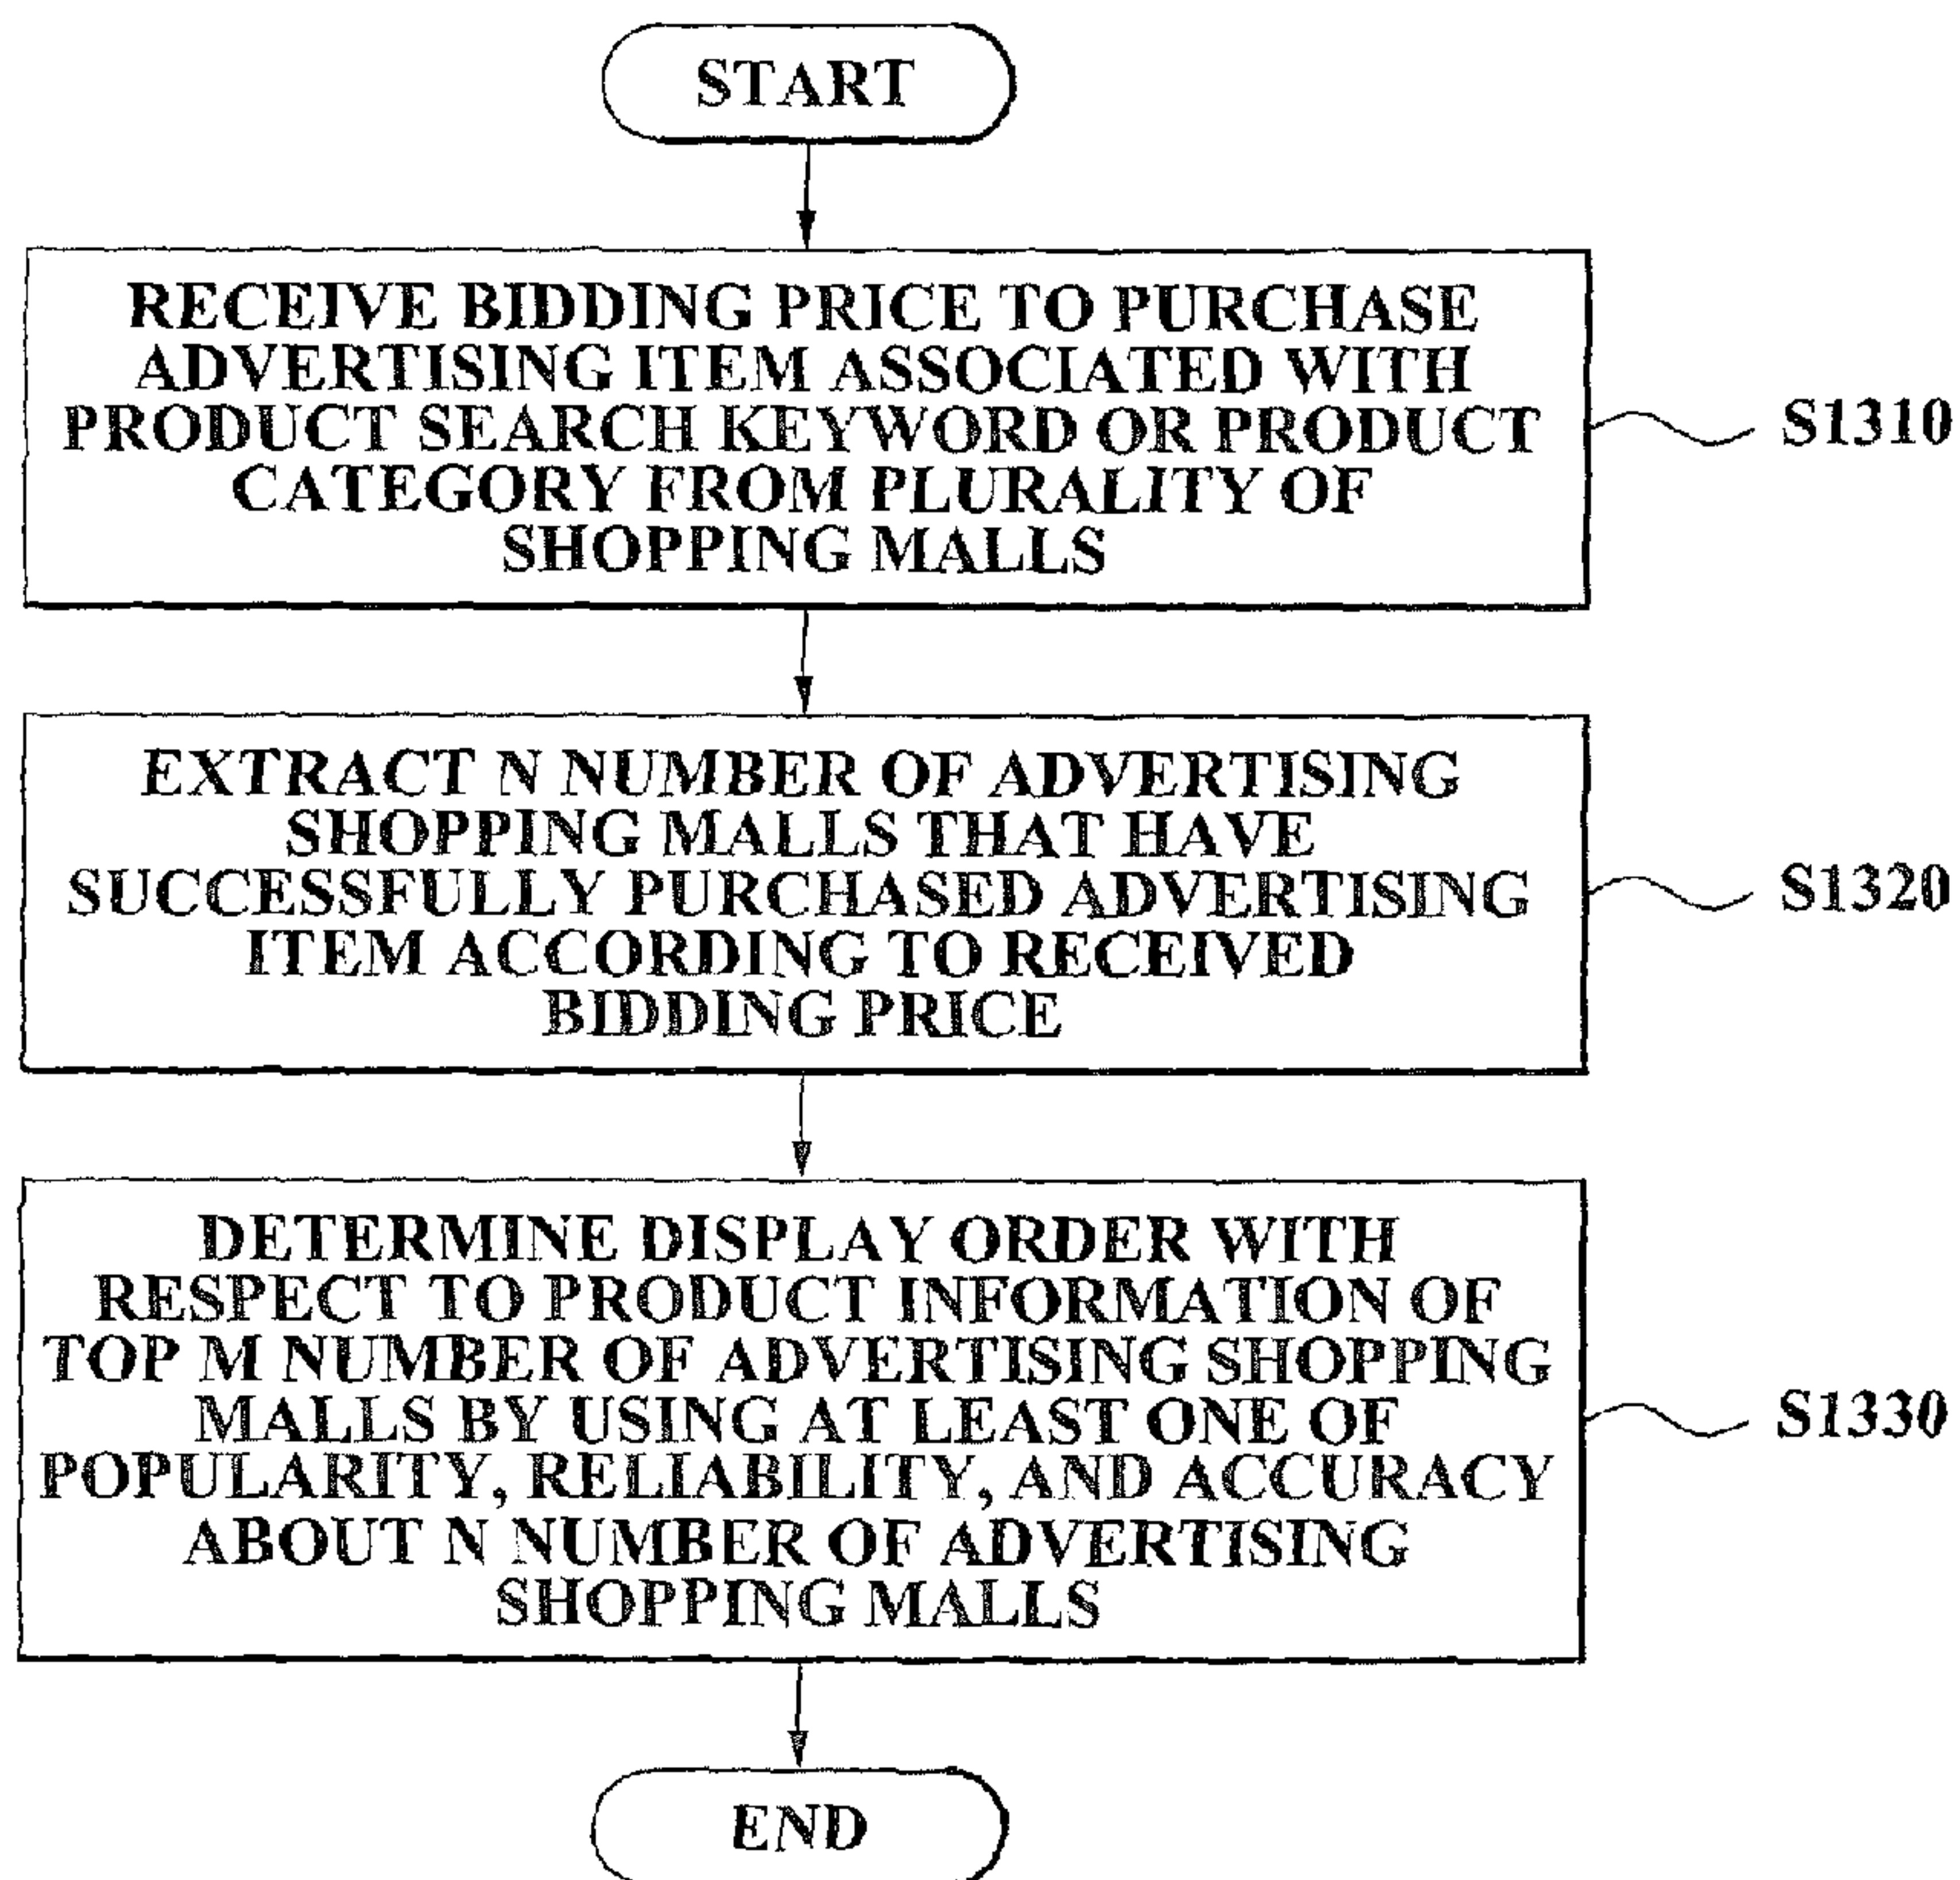 START
RECEIVE BIDDING PRICE TO PURCHASE
ADVERTISING ITEM ASSOCIATED WITH
PRODUCT SEARCH KEYWORD OR PRODUCT
CATEGORY FROM PLURALITY OF
SHOPPING MALLS
S1310
EXTRACT N NUMBER OF ADVERTISING
SHOPPING MALLS THAT HAVE
SUCCESSFULLY PURCHASED ADVERTISING
ITEM ACCORDING TO RECEIVED
BIDDING PRICE
S1320
DETERMINE DISPLAY ORDER WITH
RESPECT TO PRODUCT INFORMATION OF
TOP M NUMBER OF ADVERTISING SHOPPING
MALLS BY USING AT LEAST ONE OF
POPULARITY, RELIABILITY, AND ACCURACY
ABOUT N NUMBER OF ADVERTISING
SHOPPING MALLS
S1330
END